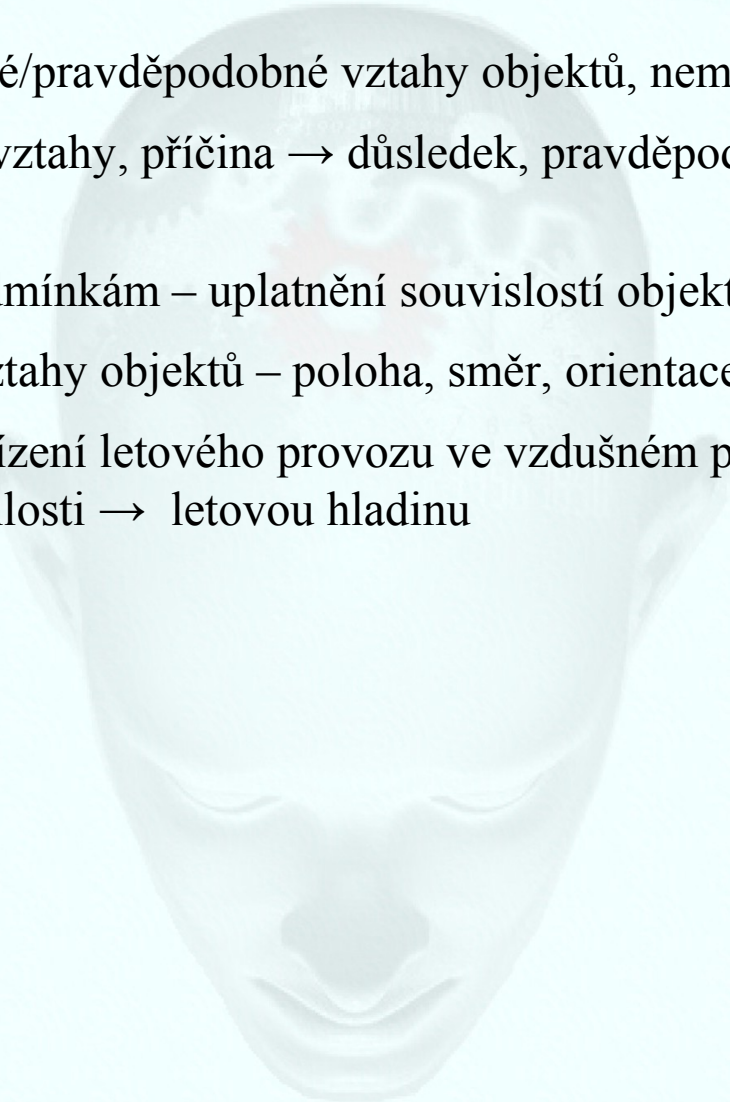 é/pravděpodobné vztahy objektů, nem
vztahy, příčina → důsledek, pravděpod
mínkám – uplatnění souvislostí objekt
ztahy objektů – poloha, směr, orientace
ízení letového provozu ve vzdušném p
losti → letovou hladinu